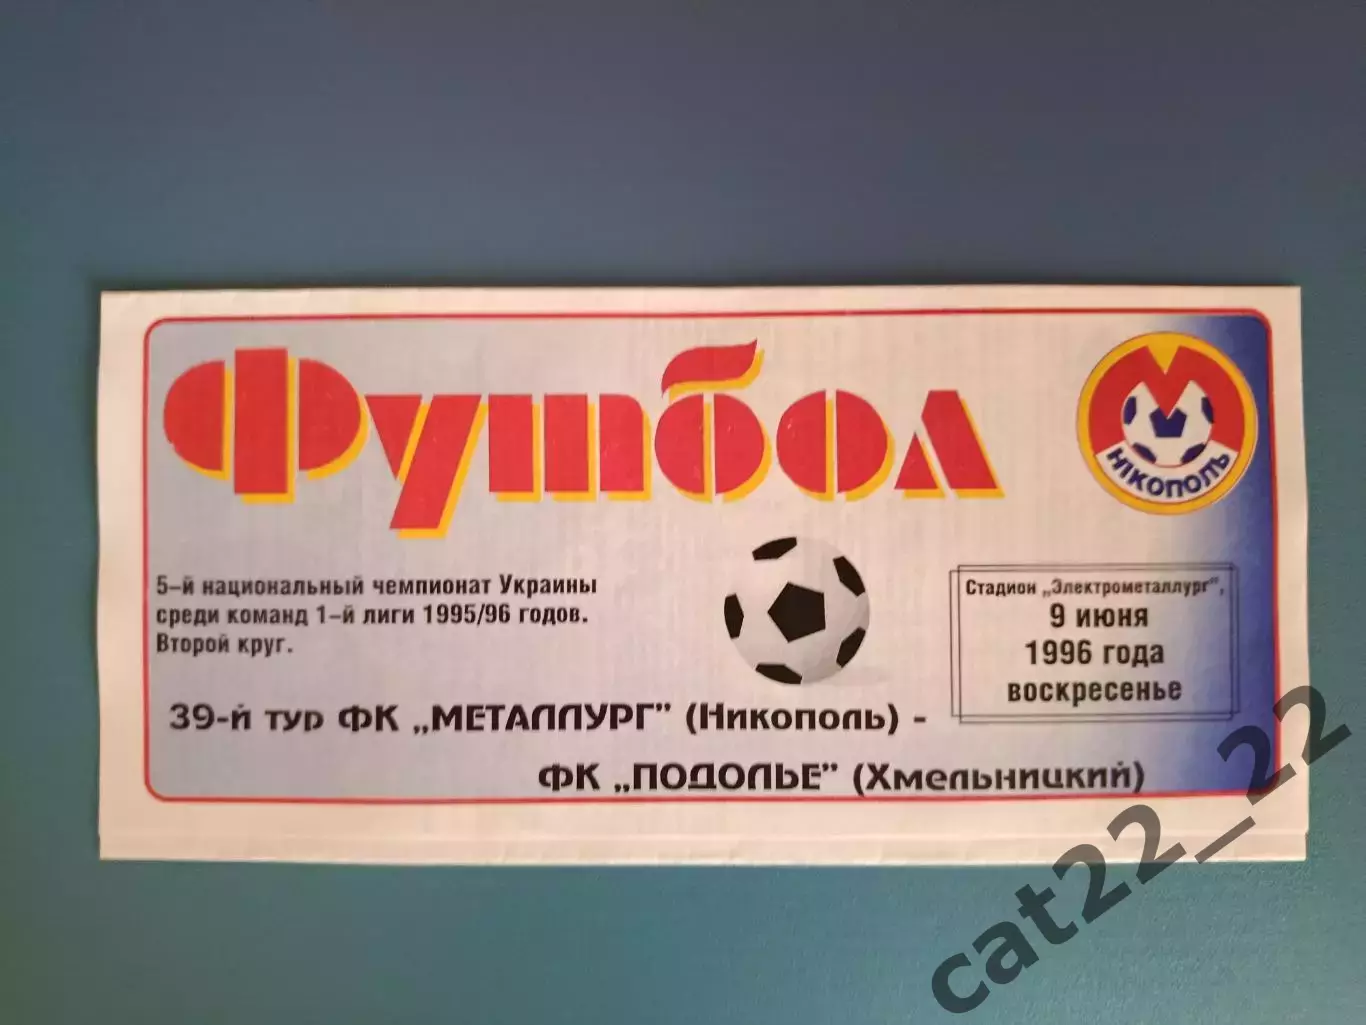 Футбол
М
НІКОПОЛЬ
5-й национальный чемпионат Украины
среди команд 1-й лиги 1995/96 годов.
Второй круг.
Стадион „Электрометаллург",
9 июня
1996 года
воскресенье
39-й тур ФК „МЕТАЛЛУРГ" (Никополь) -
ФК „ПОДОЛЬЕ" (Хмельницкий)
cat22_22